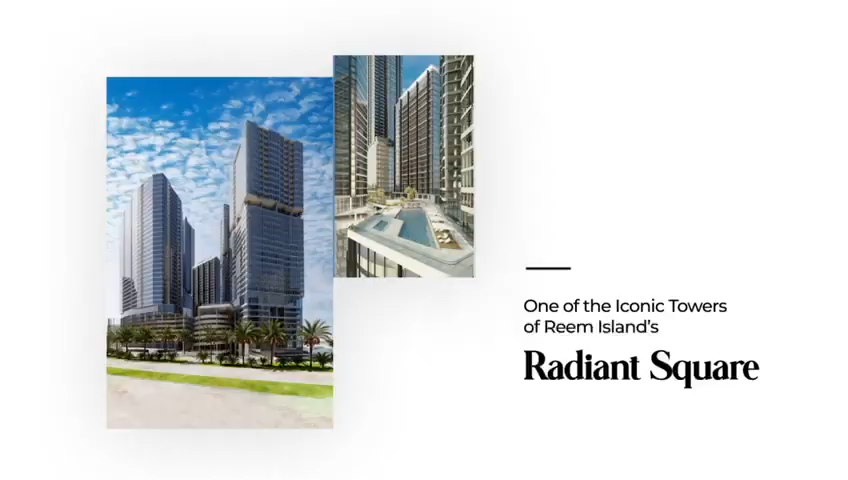 One of the Iconic Towers
of Reem Island's
Radiant Square